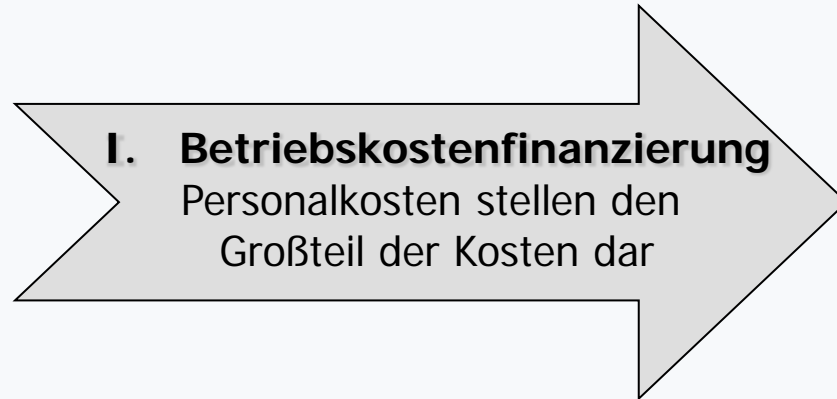 I. Betriebskostenfinanzierung
Personalkosten stellen den
Großteil der Kosten dar